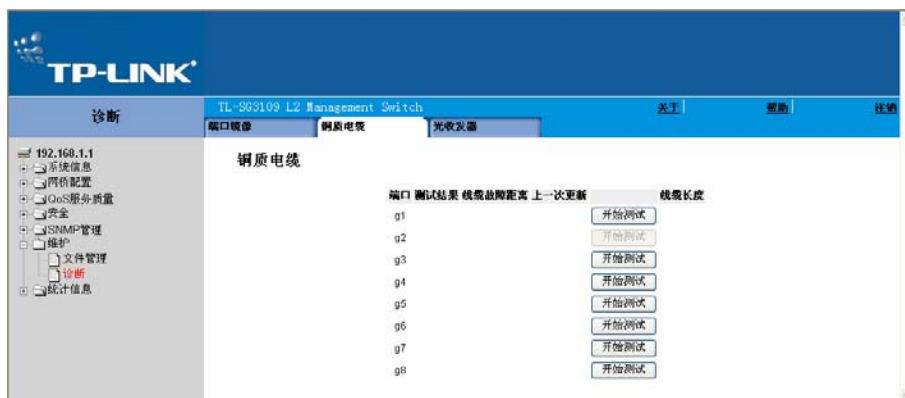 TP-LINK
诊断
TL-SG3109 L2 Management Switch
关于
帮助
注销
端口镜像
铜质电缆
光收发器
192.168.1.1
系统信息
网桥配置
QoS服务质量
安全
SNMP管理
维护
文件管理
诊断
统计信息
铜质电缆
端口 测试结果 线缆故障距离 上一次更新 线缆长度
g1 开始测试
g2 开始测试
g3 开始测试
g4 开始测试
g5 开始测试
g6 开始测试
g7 开始测试
g8 开始测试